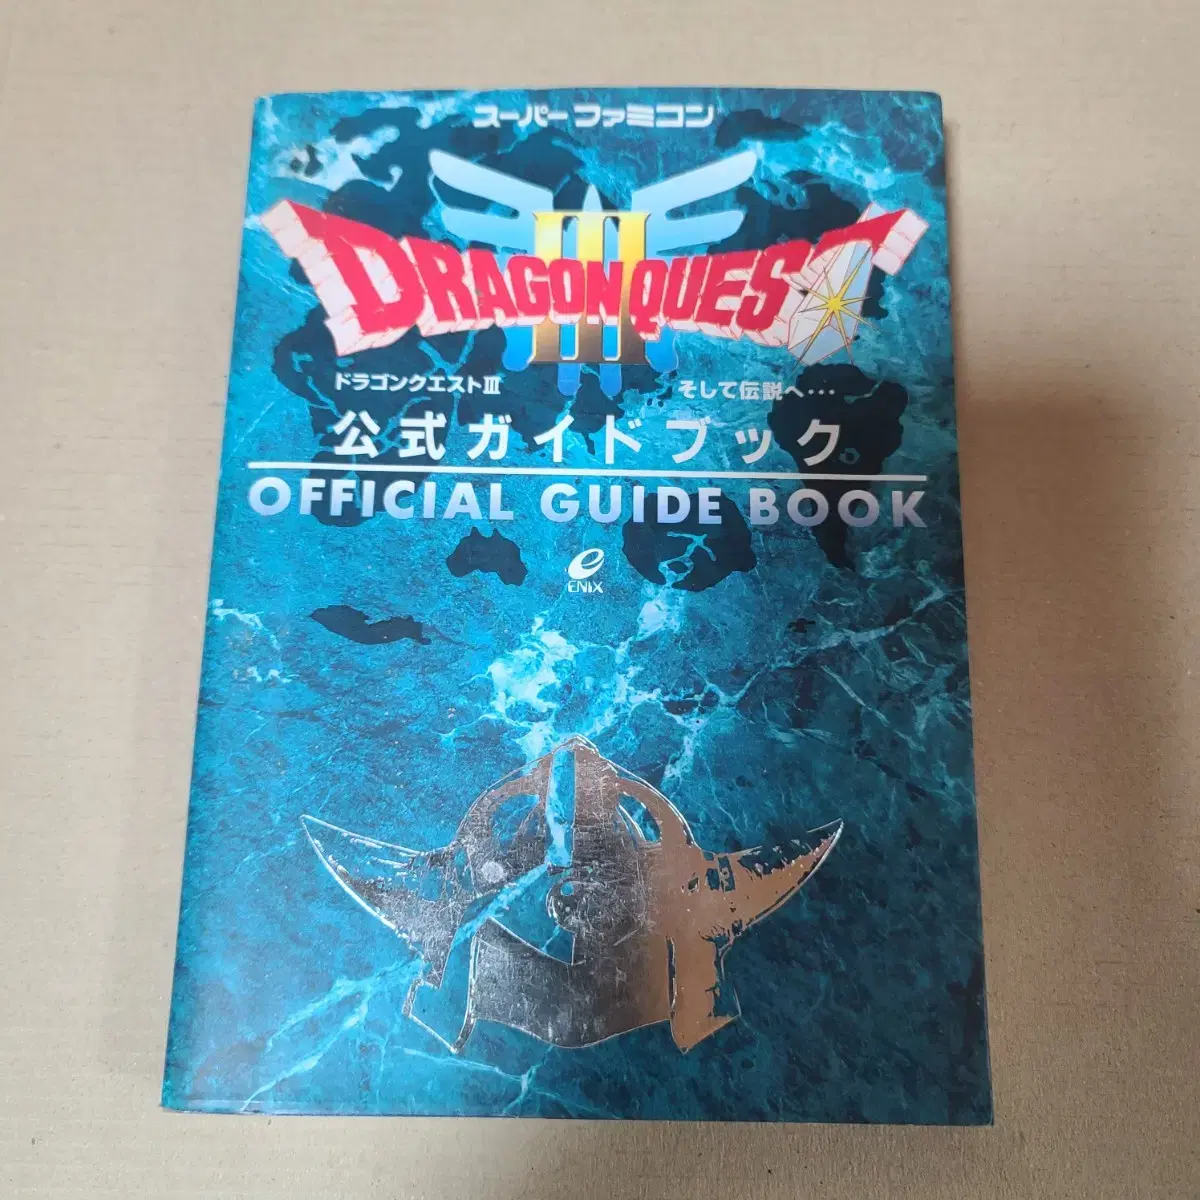 スーパーファミコン
III
DRAGON QUEST
ドラゴンクエストIII そして伝説へ…
公式ガイドブック
OFFICIAL GUIDE BOOK
ENIX